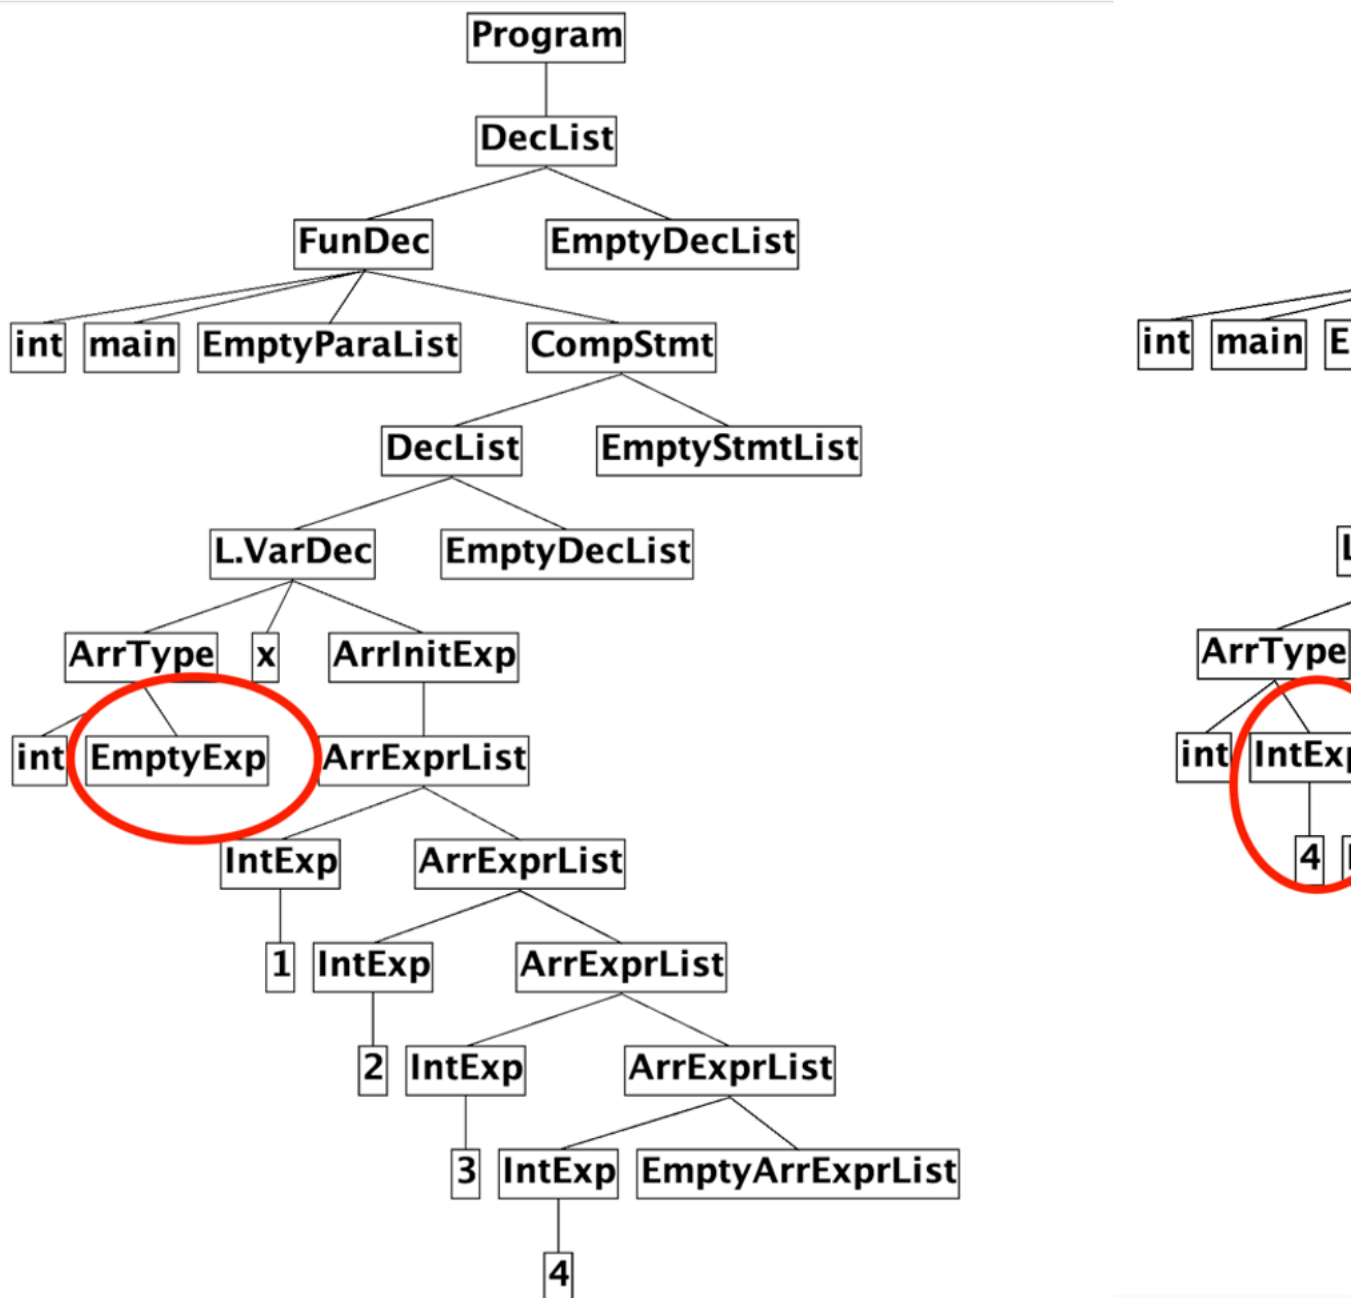 Program
DecList
FunDec EmptyDecList
int main EmptyParaList CompStmt int main
DecList EmptyStmtList
L.VarDec EmptyDecList
ArrType x ArrInitExp ArrType
int EmptyExp ArrExprList int IntExp
IntExp ArrExprList 4
1 IntExp ArrExprList
2 IntExp ArrExprList
3 IntExp EmptyArrExprList
4